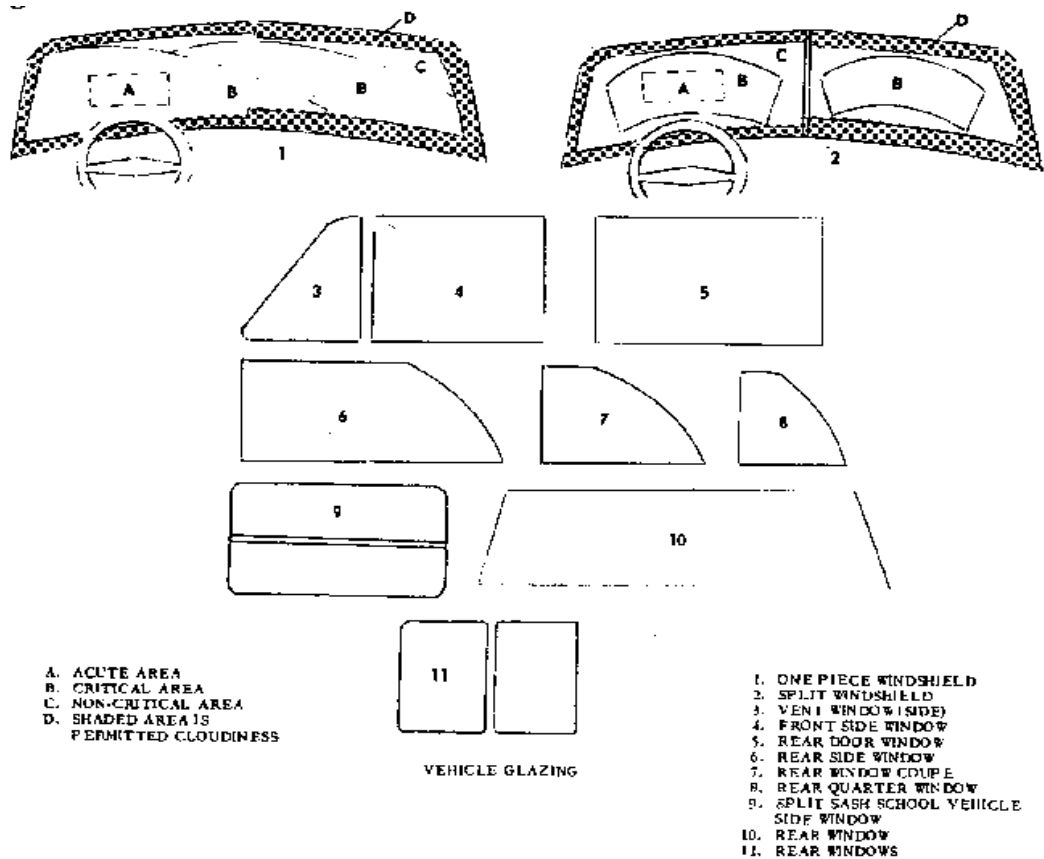 D
D
A
B
B
C
1
A
B
C
B
2
3
4
5
6
7
8
9
10
11
A. ACUTE AREA
B. CRITICAL AREA
C. NON-CRITICAL AREA
D. SHADED AREA IS
PERMITTED CLOUDINESS
VEHICLE GLAZING
1. ONE PIECE WINDSHIELD
2. SPLIT WINDSHIELD
3. VENT WINDOW (SIDE)
4. FRONT SIDE WINDOW
5. REAR DOOR WINDOW
6. REAR SIDE WINDOW
7. REAR WINDOW COUPE
8. REAR QUARTER WINDOW
9. SPLIT SASH SCHOOL VEHICLE
SIDE WINDOW
10. REAR WINDOW
11. REAR WINDOWS